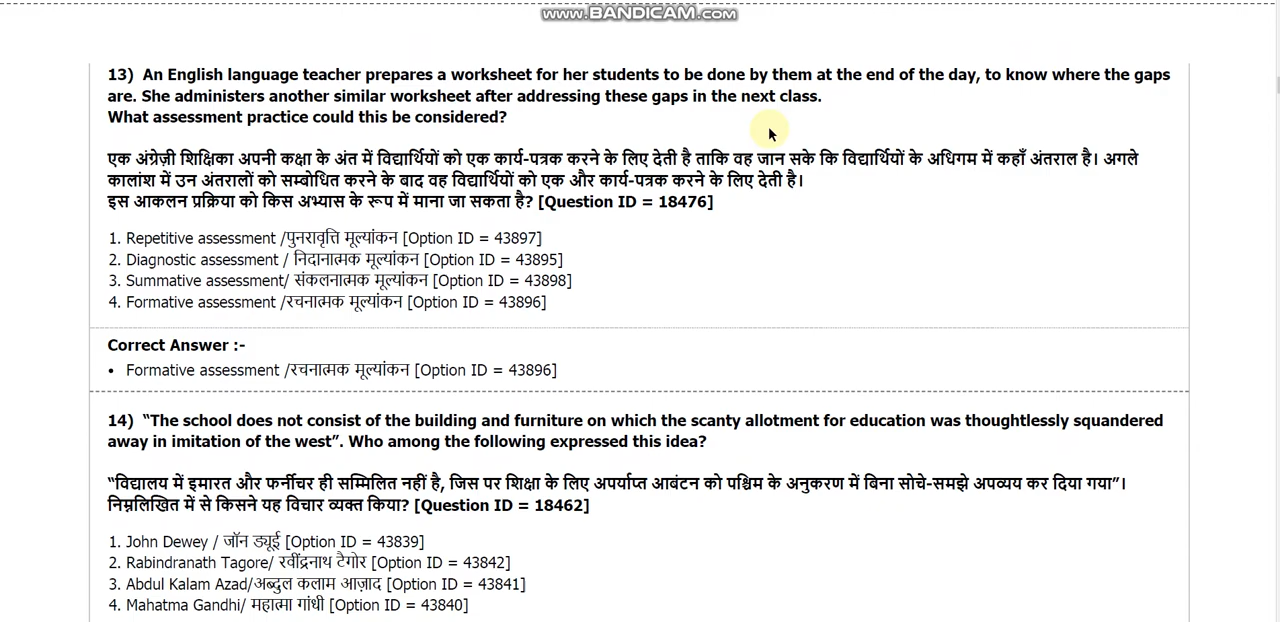 www.BANDICAM.com
13) An English language teacher prepares a worksheet for her students to be done by them at the end of the day, to know where the gaps
are. She administers another similar worksheet after addressing these gaps in the next class.
What assessment practice could this be considered?
एक अंग्रेज़ी शिक्षिका अपनी कक्षा के अंत में विद्यार्थियों को एक कार्य-पत्रक करने के लिए देती है ताकि वह जान सके कि विद्यार्थियों के अधिगम में कहाँ अंतराल है। अगले
कालांश में उन अंतरालों को सम्बोधित करने के बाद वह विद्यार्थियों को एक और कार्य-पत्रक करने के लिए देती है।
इस आकलन प्रक्रिया को किस अभ्यास के रूप में माना जा सकता है? [Question ID = 18476]
1. Repetitive assessment /पुनरावृत्ति मूल्यांकन [Option ID = 43897]
2. Diagnostic assessment / निदानात्मक मूल्यांकन [Option ID = 43895]
3. Summative assessment/ संकलनात्मक मूल्यांकन [Option ID = 43898]
4. Formative assessment /रचनात्मक मूल्यांकन [Option ID = 43896]
Correct Answer :-
• Formative assessment /रचनात्मक मूल्यांकन [Option ID = 43896]
14) “The school does not consist of the building and furniture on which the scanty allotment for education was thoughtlessly squandered
away in imitation of the west”. Who among the following expressed this idea?
“विद्यालय में इमारत और फर्नीचर ही सम्मिलित नहीं है, जिस पर शिक्षा के लिए अपर्याप्त आबंटन को पश्चिम के अनुकरण में बिना सोचे-समझे अपव्यय कर दिया गया”।
निम्नलिखित में से किसने यह विचार व्यक्त किया? [Question ID = 18462]
1. John Dewey / जॉन ड्यूई [Option ID = 43839]
2. Rabindranath Tagore/ रवींद्रनाथ टैगोर [Option ID = 43842]
3. Abdul Kalam Azad/अब्दुल कलाम आज़ाद [Option ID = 43841]
4. Mahatma Gandhi/ महात्मा गांधी [Option ID = 43840]